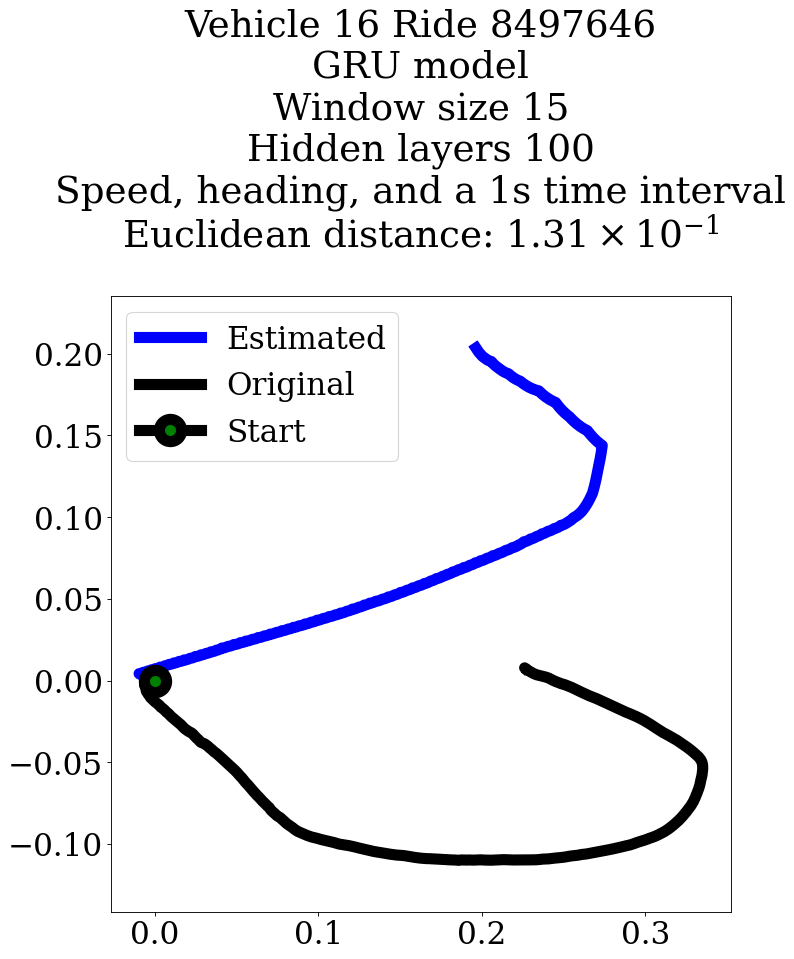 Vehicle 16 Ride 8497646
GRU model
Window size 15
Hidden layers 100
Speed, heading, and a 1s time interval
Euclidean distance: 1.31 × 10⁻¹
Estimated
Original
Start
0.20
0.15
0.10
0.05
0.00
−0.05
−0.10
0.0 0.1 0.2 0.3